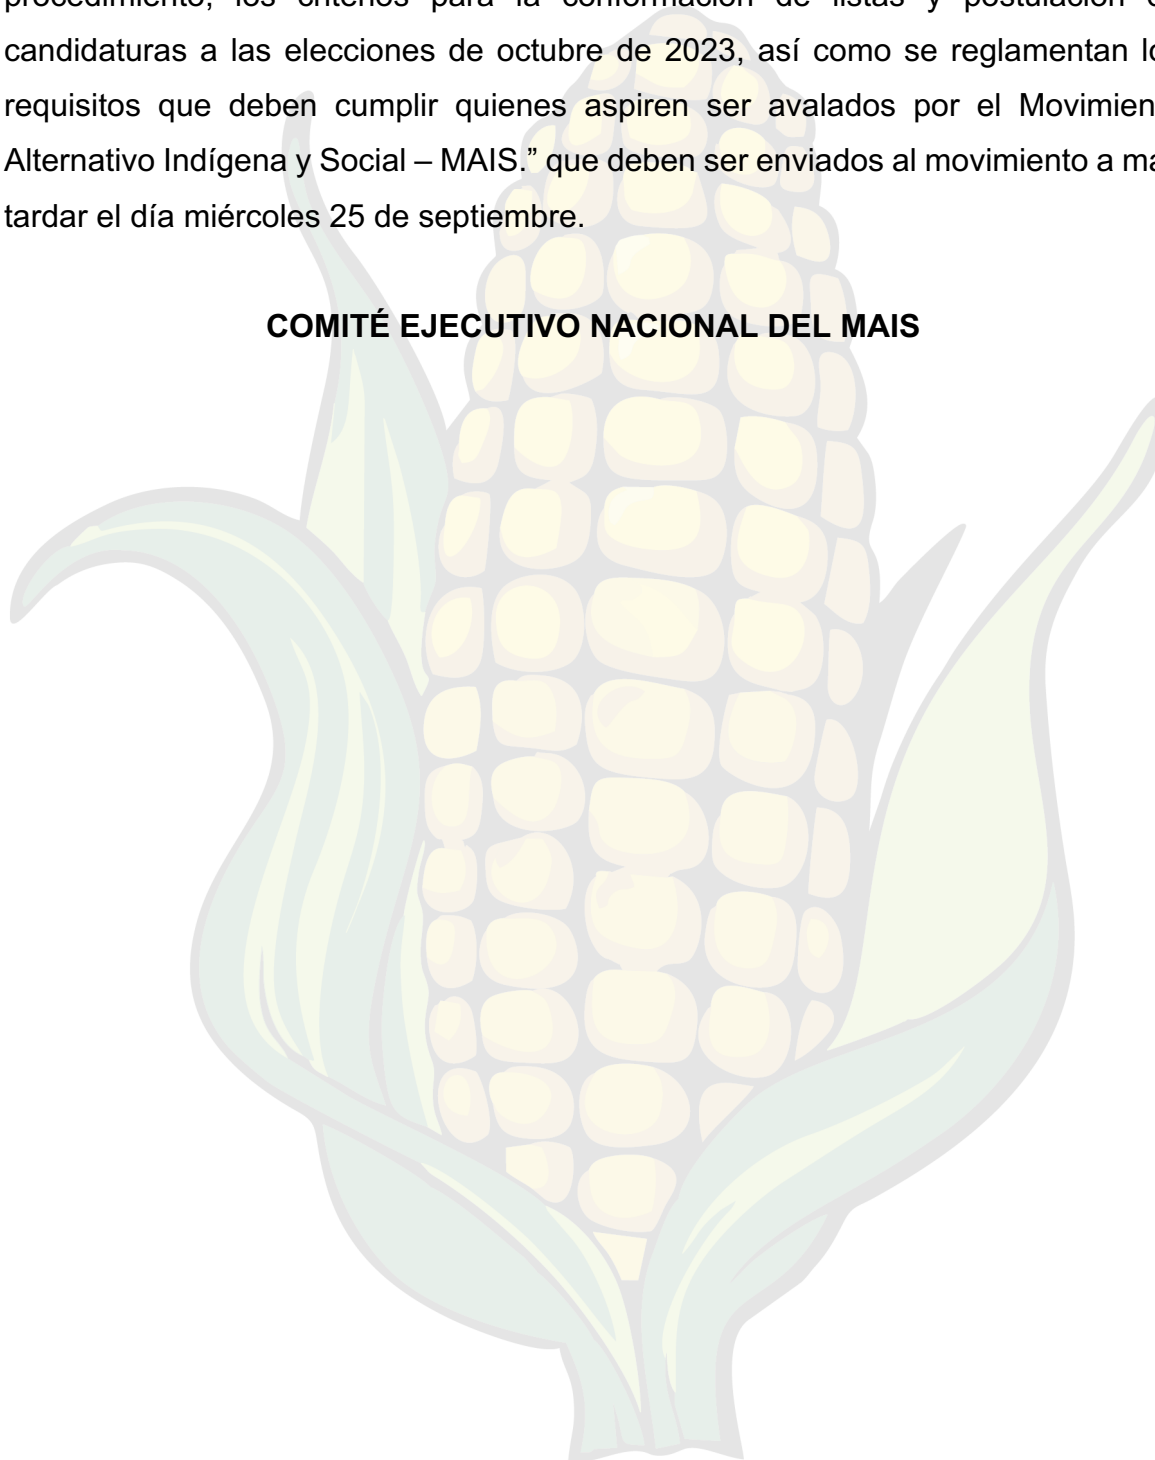 procedimiento, los criterios para la conformación de listas y postulación
candidaturas a las elecciones de octubre de 2023, así como se reglamentan
requisitos que deben cumplir quienes aspiren ser avalados por el Movimien
Alternativo Indígena y Social – MAIS.” que deben ser enviados al movimiento a
tardar el día miércoles 25 de septiembre.
COMITÉ EJECUTIVO NACIONAL DEL MAIS